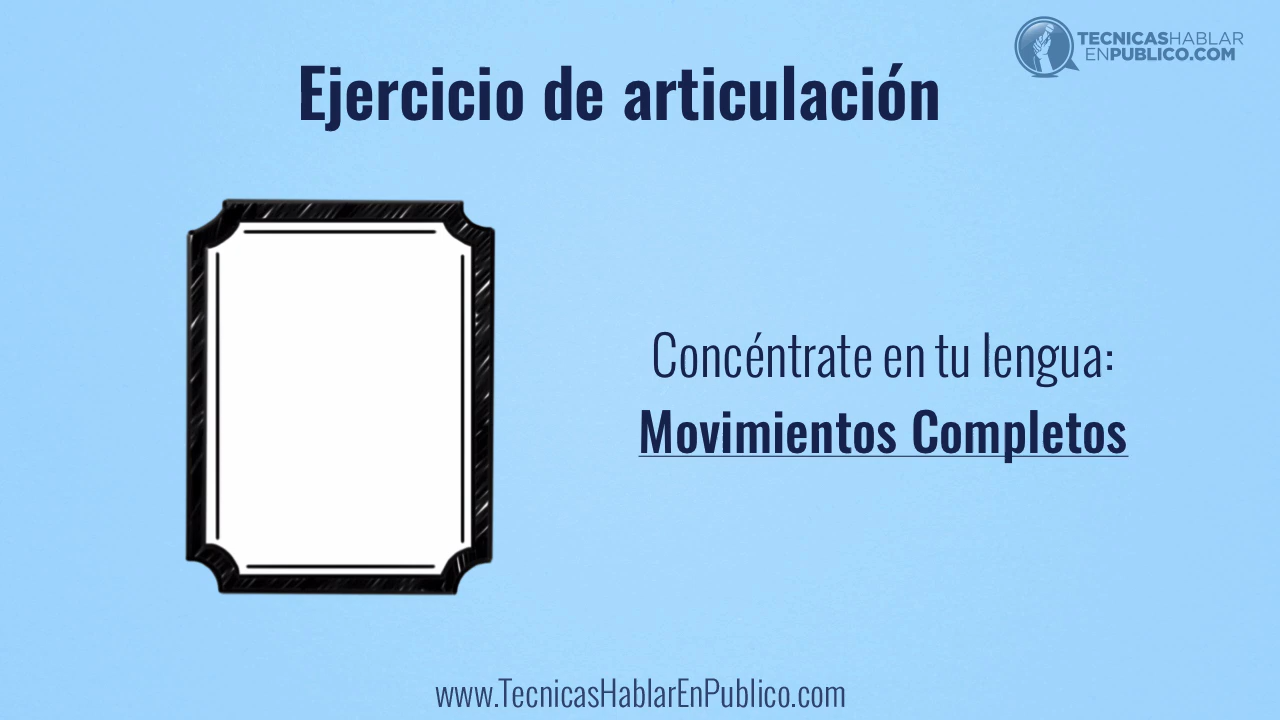 TECNICASHABLAR
ENPUBLICO.COM
Ejercicio de articulación
Concéntrate en tu lengua:
Movimientos Completos
www.TecnicasHablarEnPublico.com